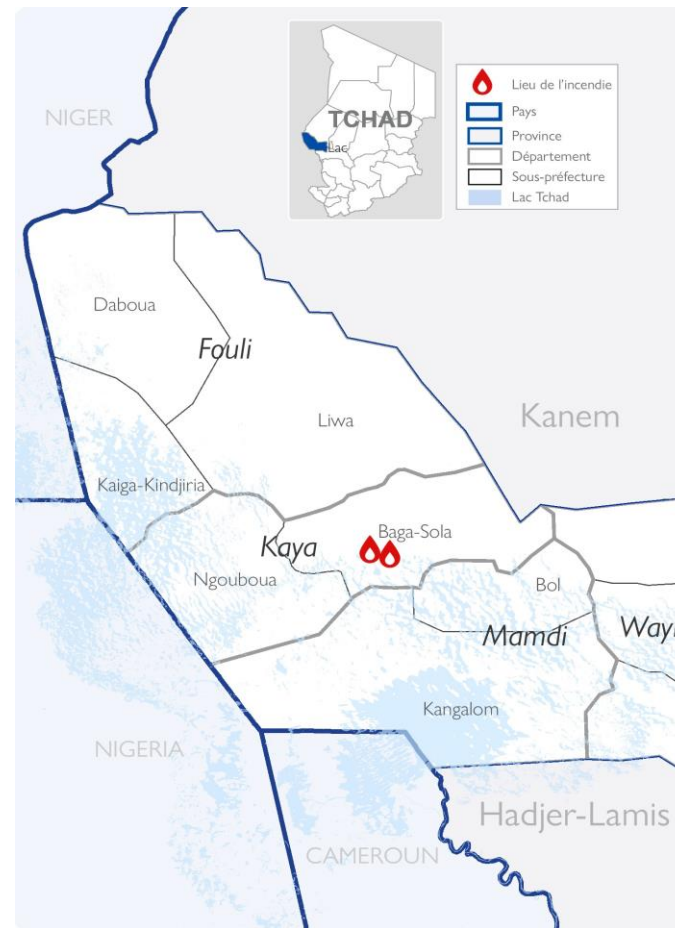 NIGER
TCHAD
Lac
Lieu de l'incendie
Pays
Province
Département
Sous-préfecture
Lac Tchad
Daboua
Fouli
Liwa
Kanem
Kaiga-Kindjiria
Baga-Sola
Kaya
Ngouboua
Bol
Mamdi
Kangalom
NIGERIA
Hadjer-Lamis
CAMEROUN